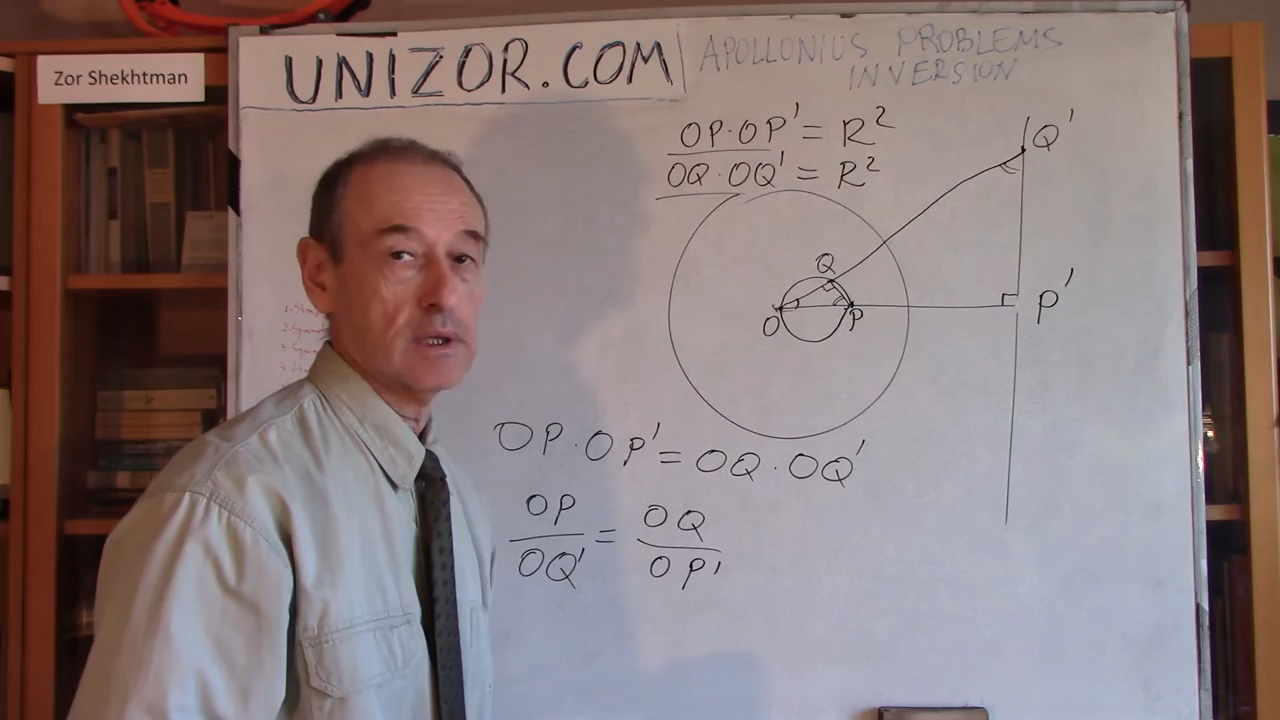 Zor Shekhtman
UNIZOR.COM
APOLLONIUS PROBLEMS
INVERSION
OP·OP' = R²
OQ·OQ' = R²
Q'
Q
O
P
P'
OP·OP' = OQ·OQ'
OP/OQ' = OQ/OP'